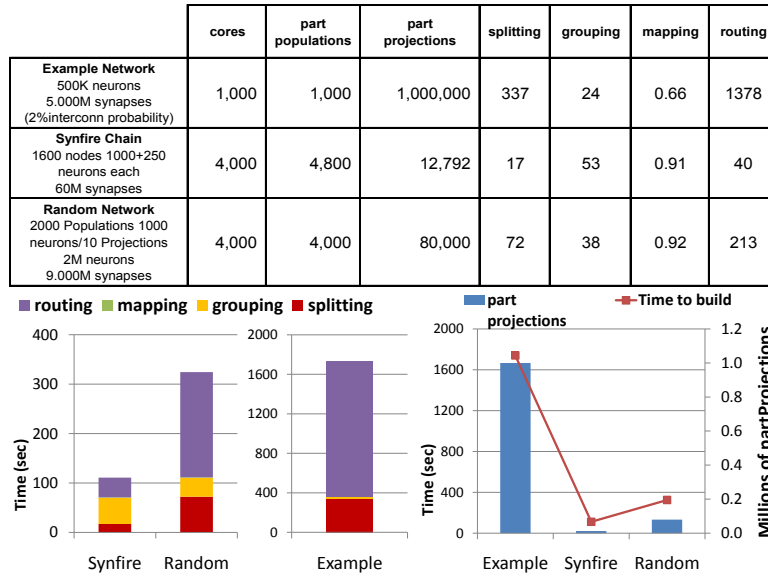 cores part populations part projections splitting grouping mapping routing
Example Network
500K neurons
5.000M synapses
(2%interconn probability)
1,000 1,000 1,000,000 337 24 0.66 1378
Synfire Chain
1600 nodes 1000+250
neurons each
60M synapses
4,000 4,800 12,792 17 53 0.91 40
Random Network
2000 Populations 1000
neurons/10 Projections
2M neurons
9.000M synapses
4,000 4,000 80,000 72 38 0.92 213
routing mapping grouping splitting
400
300
200
100
0
Time (sec)
Synfire Random
2000
1600
1200
800
400
0
Example
part projections
Time to build
2000
1600
1200
800
400
0
Time (sec)
1.2
1.0
0.8
0.6
0.4
0.2
0.0
Millions of partProjections
Example Synfire Random